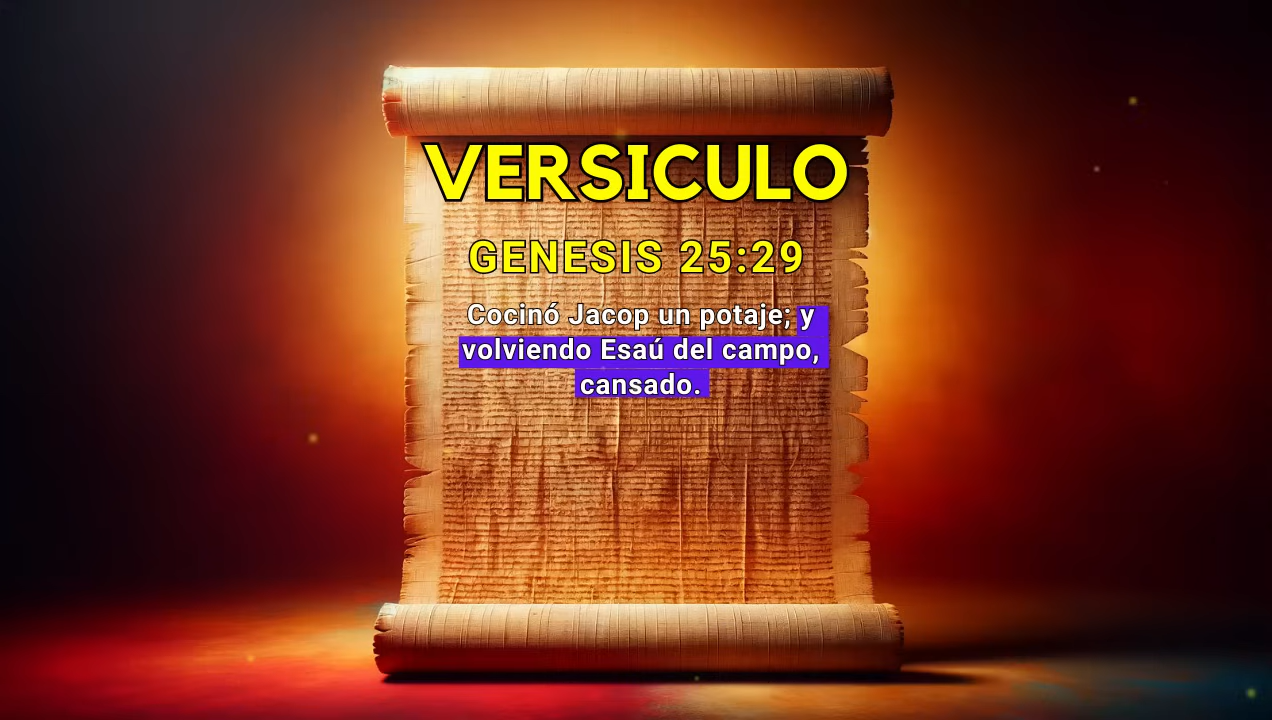 VERSICULO
GENESIS 25:29
Cocinó Jacop un potaje; y
volviendo Esaú del campo,
cansado.